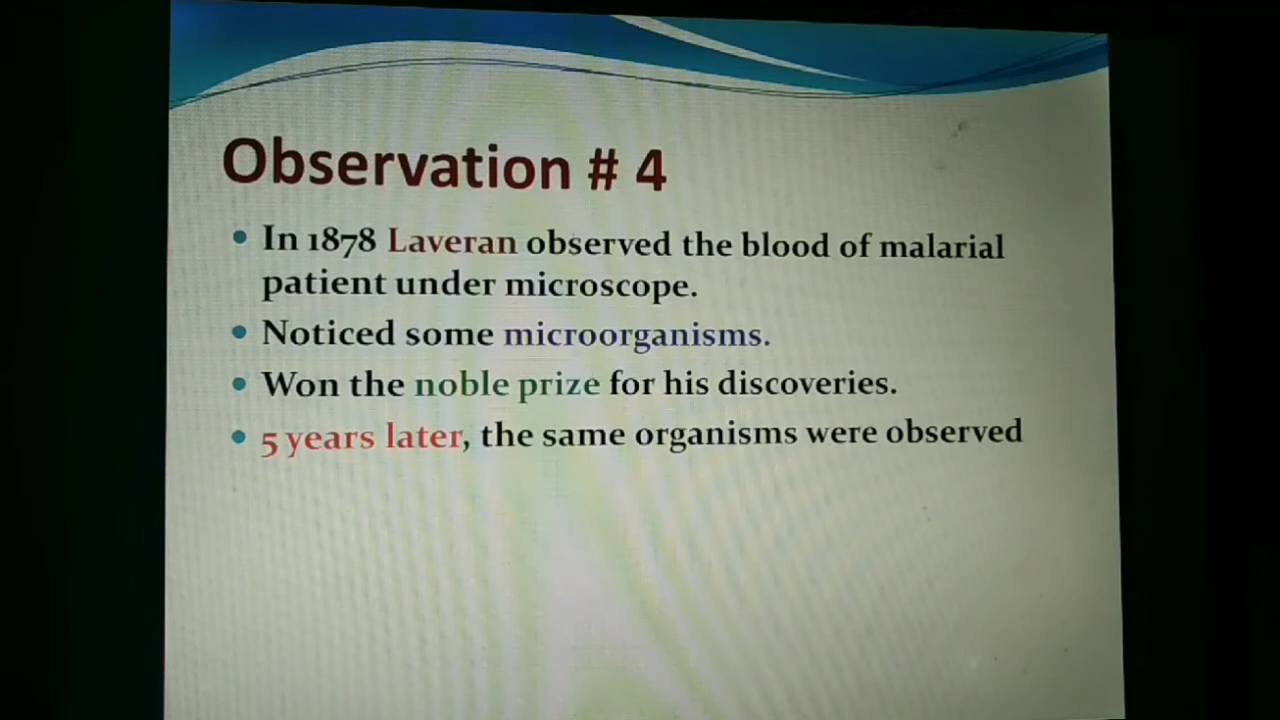 Observation # 4
In 1878 Laveran observed the blood of malarial
patient under microscope.
Noticed some microorganisms.
Won the noble prize for his discoveries.
5 years later, the same organisms were observed